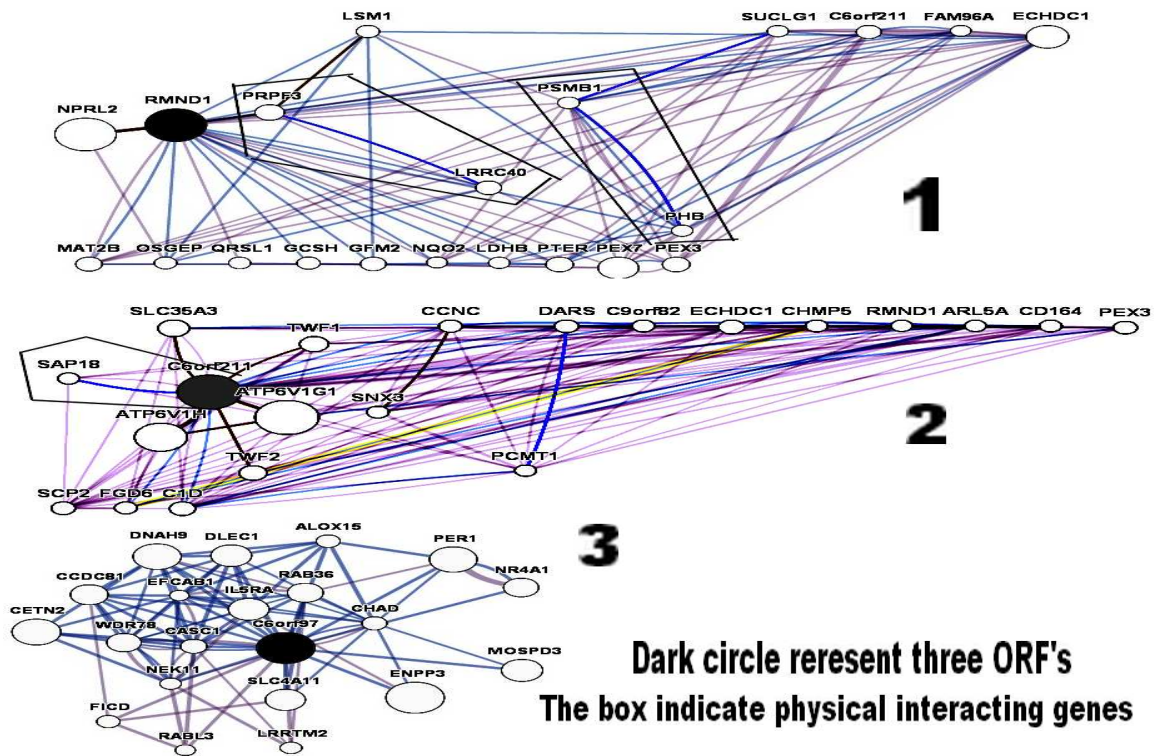 LSM1 SUCLG1 C6orf211 FAM96A ECHDC1
NPRL2 RMND1 PRPF3 PSMB1
LRRC40
PHB
1
MAT2B OSGEP QRSL1 GCSH GFM2 NQO2 LDHB PTER PEX7 PEX3
SLC35A3 TWF1 CCNC DARS C9orf82 ECHDC1 CHMP5 RMND1 ARL5A CD164 PEX3
SAP18 C6orf211
ATP6V1G1 SNX3
ATP6V1H
2
TWF2 PCMT1
SCP2 FGD6 C1D
3
DNAH9 DLEC1 ALOX15 PER1
NR4A1
CCDC81 EFCAB1 IL5RA RAB36
CETN2 WDR78 CASC1 C6orf97 CHAD
MOSPD3
NEK11 SLC4A11 ENPP3
FICD
RABL3 LRRTM2
Dark circle reresent three ORF's
The box indicate physical interacting genes